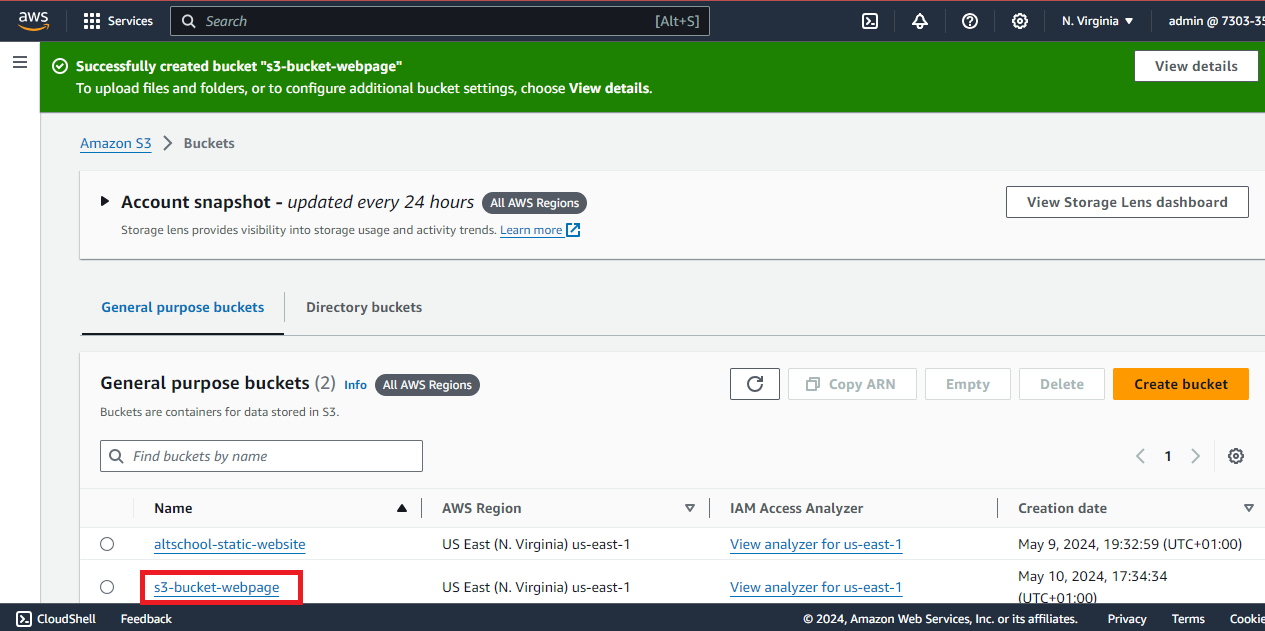 aws
Services
Search [Alt+S]
N. Virginia
admin @ 7303-35
Successfully created bucket "s3-bucket-webpage"
To upload files and folders, or to configure additional bucket settings, choose View details.
View details
Amazon S3 > Buckets
Account snapshot - updated every 24 hours All AWS Regions
Storage lens provides visibility into storage usage and activity trends. Learn more
View Storage Lens dashboard
General purpose buckets
Directory buckets
General purpose buckets (2) Info All AWS Regions
Buckets are containers for data stored in S3.
Copy ARN
Empty
Delete
Create bucket
Find buckets by name
1
Name AWS Region IAM Access Analyzer Creation date
altschool-static-website US East (N. Virginia) us-east-1 View analyzer for us-east-1 May 9, 2024, 19:32:59 (UTC+01:00)
s3-bucket-webpage US East (N. Virginia) us-east-1 View analyzer for us-east-1 May 10, 2024, 17:34:34
(UTC+01:00)
CloudShell Feedback © 2024, Amazon Web Services, Inc. or its affiliates. Privacy Terms Cookie